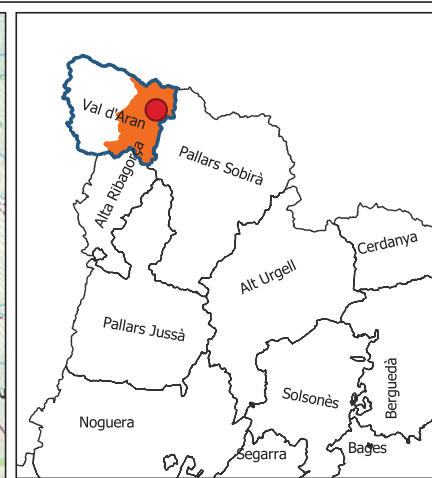 Val d'Aran
Alta Ribagorça
Pallars Sobirà
Cerdanya
Alt Urgell
Pallars Jussà
Berguedà
Solsonès
Noguera
Segarra
Bages